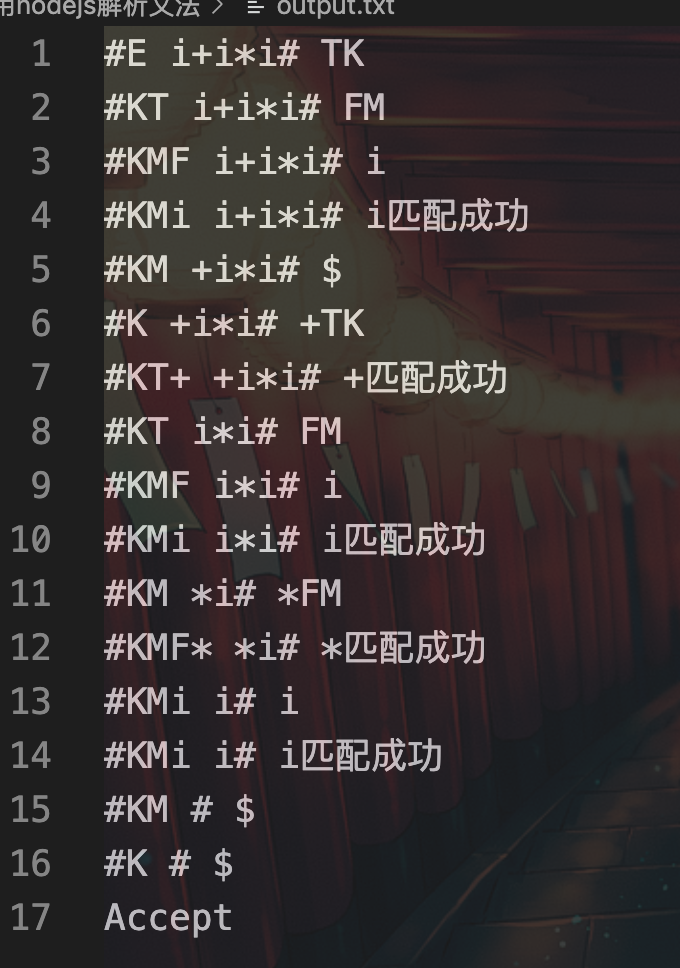 用nodejs解析文法 > output.txt
1 #E i+i*i# TK
2 #KT i+i*i# FM
3 #KMF i+i*i# i
4 #KMi i+i*i# i匹配成功
5 #KM +i*i# $
6 #K +i*i# +TK
7 #KT+ +i*i# +匹配成功
8 #KT i*i# FM
9 #KMF i*i# i
10 #KMi i*i# i匹配成功
11 #KM *i# *FM
12 #KMF* *i# *匹配成功
13 #KMi i# i
14 #KMi i# i匹配成功
15 #KM # $
16 #K # $
17 Accept